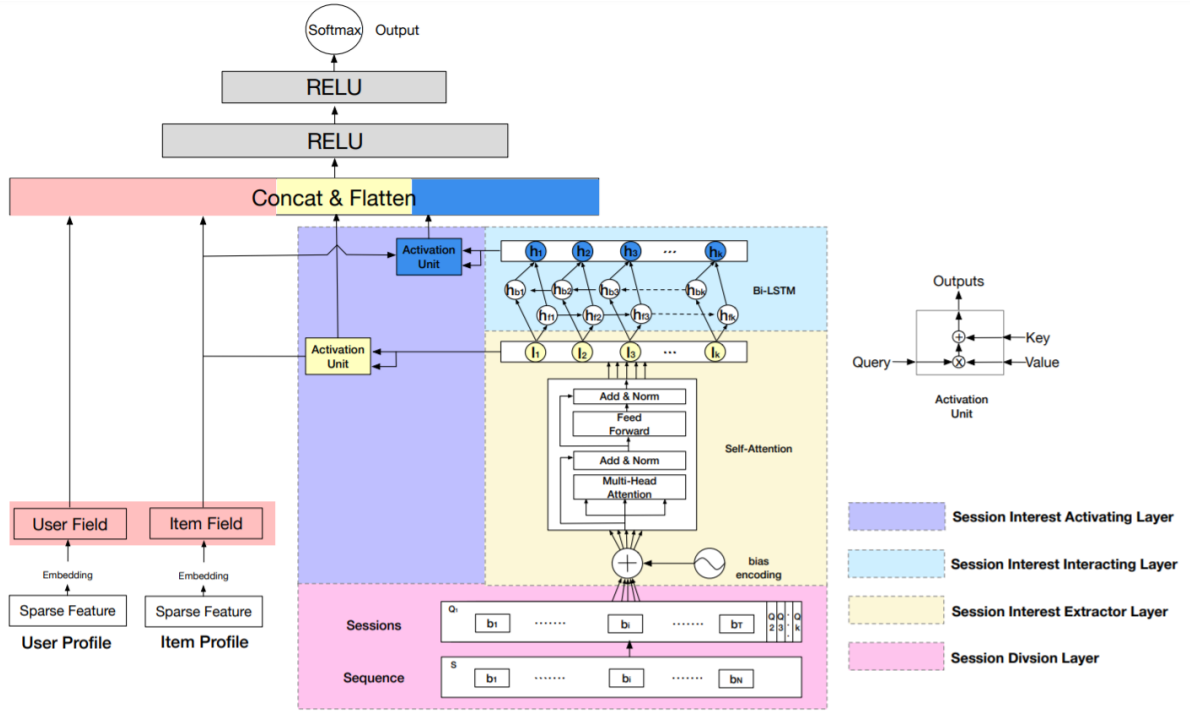 Softmax
Output
RELU
RELU
Concat & Flatten
Activation
Unit
h1 h2 h3 ... hk
hb1 hb2 hb3 hbk
Bi-LSTM
hf1 hf2 hf3 hfk
Activation
Unit
I1 I2 I3 ... Ik
Add & Norm
Feed
Forward
Self-Attention
Add & Norm
Multi-Head
Attention
bias
encoding
User Field
Item Field
Embedding
Embedding
Sparse Feature
Sparse Feature
User Profile
Item Profile
Sessions
Q1
b1 ....... bi ....... bT
Q2 Q3 ... Qk
Sequence
S
b1 ....... bi ....... bN
Outputs
+
Key
Query
X
Value
Activation
Unit
Session Interest Activating Layer
Session Interest Interacting Layer
Session Interest Extractor Layer
Session Divsion Layer